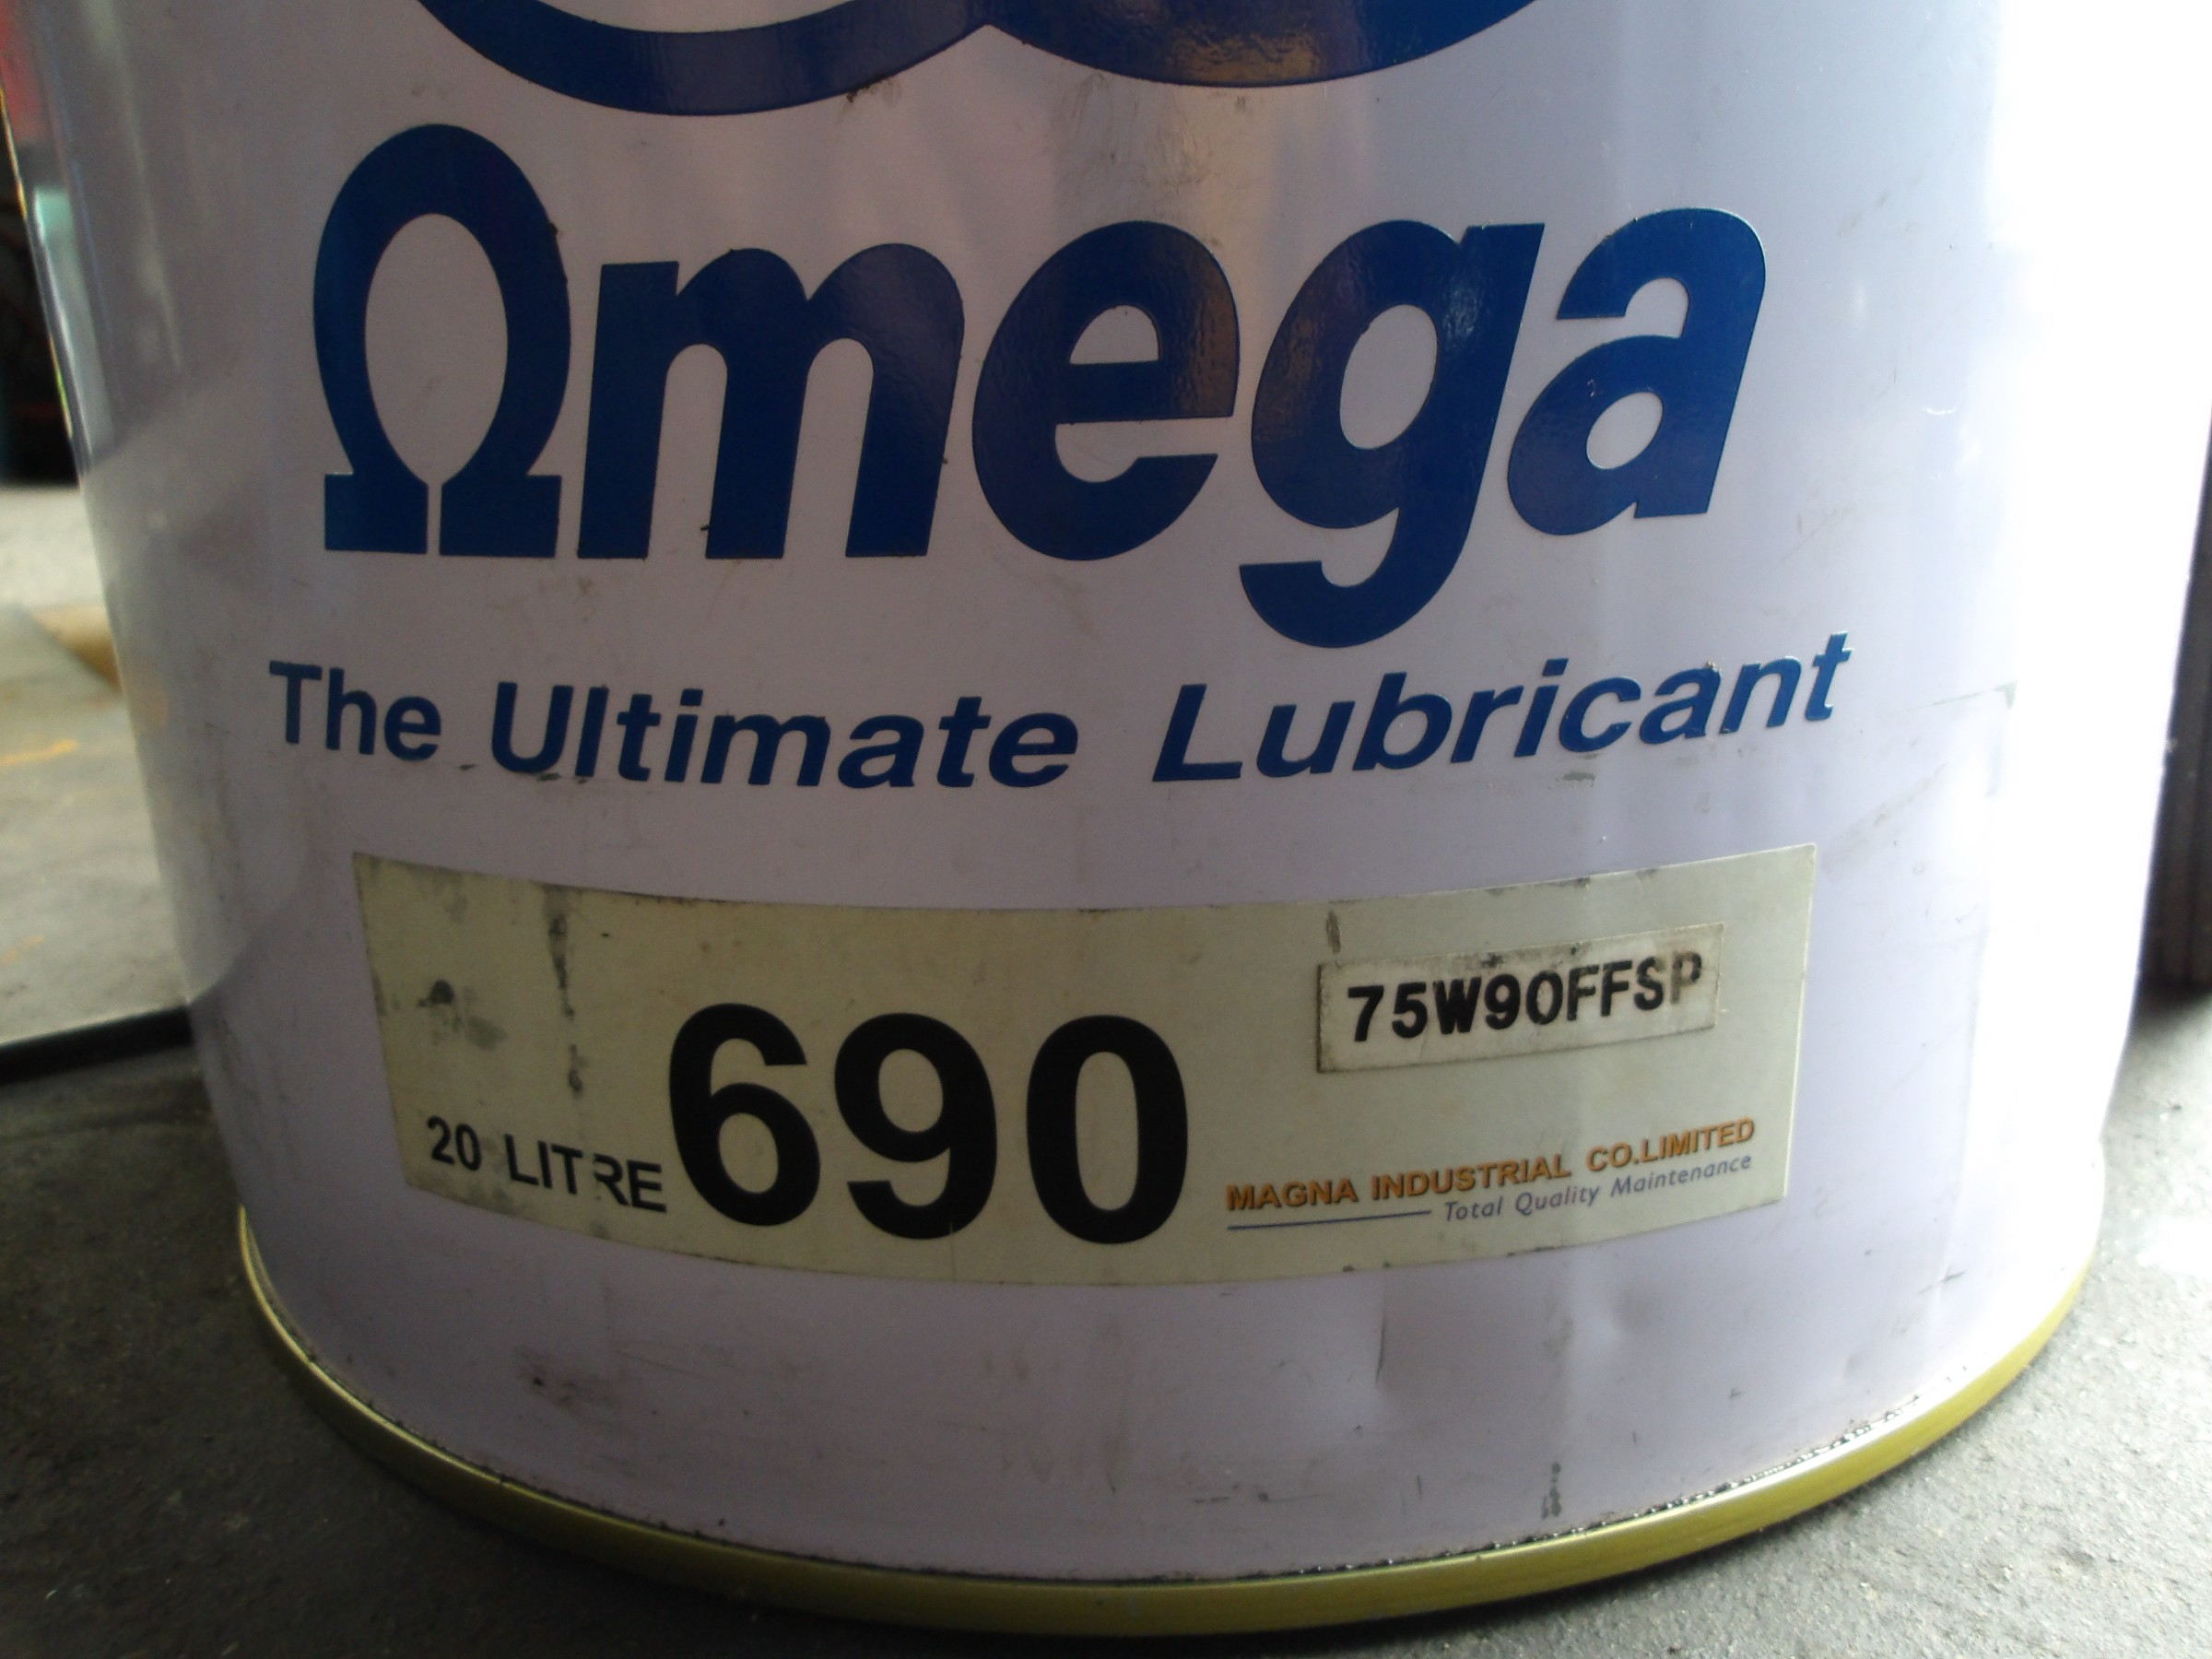 Ωmega
The Ultimate Lubricant
75W90FFSP
20 LITRE 690
MAGNA INDUSTRIAL CO.LIMITED
Total Quality Maintenance